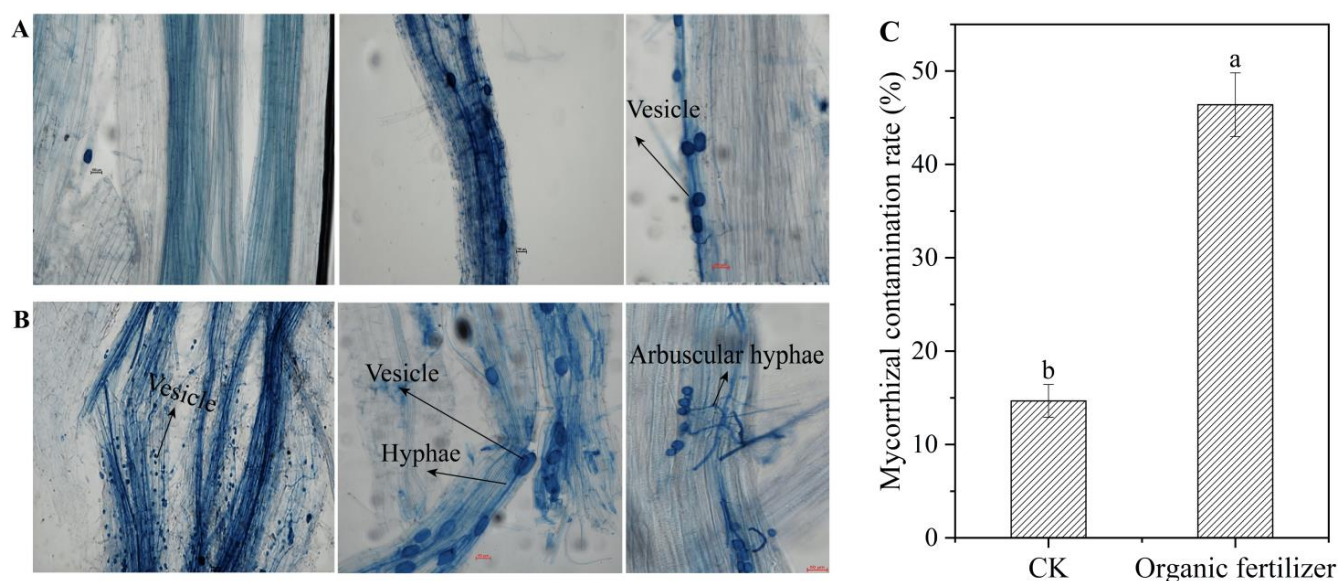 A
Vesicle
B
Vesicle
Vesicle
Hyphae
Arbuscular hyphae
C
Mycorrhizal contamination rate (%)
50
40
30
20
10
0
a
b
CK
Organic fertilizer